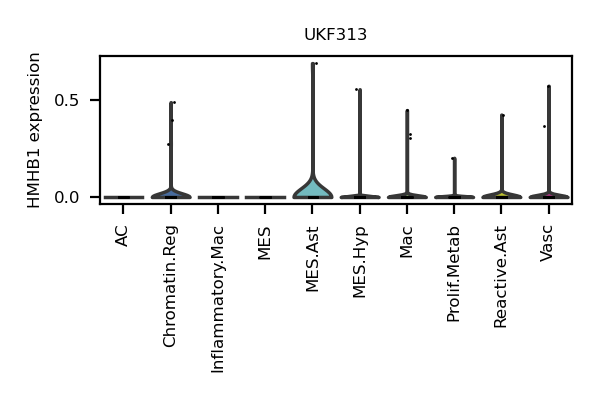 UKF313
HMHB1 expression
0.5
0.0
AC
Chromatin.Reg
Inflammatory.Mac
MES
MES.Ast
MES.Hyp
Mac
Prolif.Metab
Reactive.Ast
Vasc